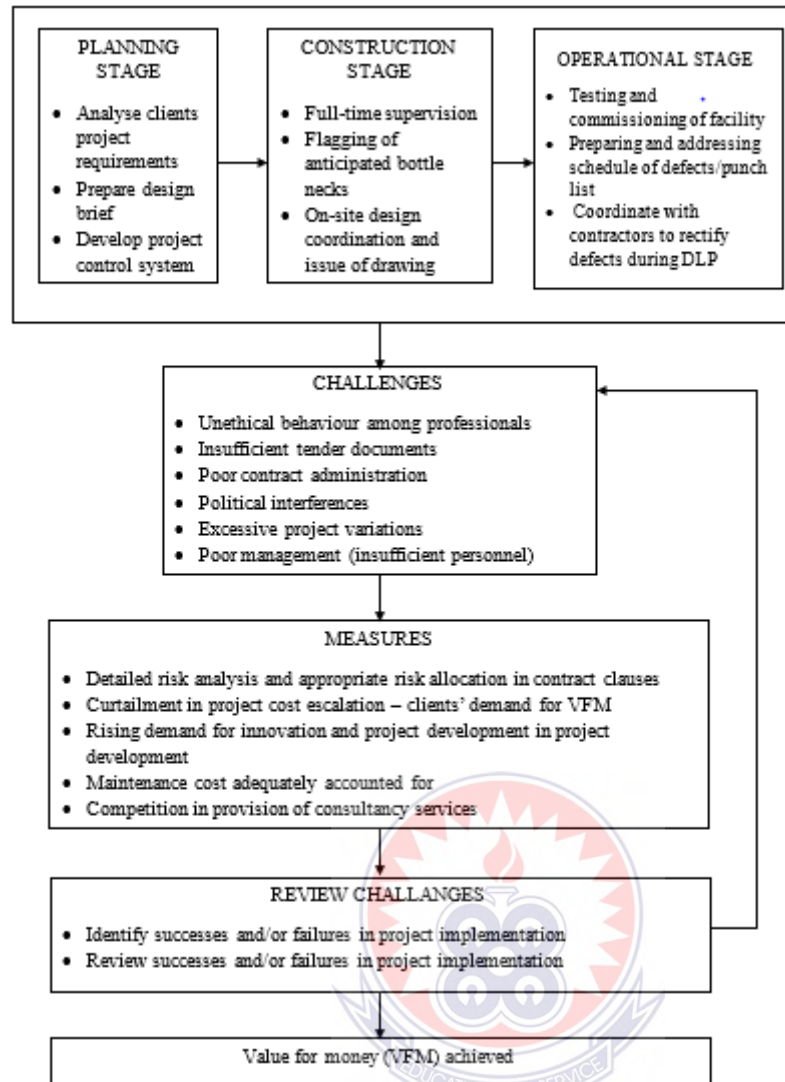 PLANNING
STAGE
• Analyse clients
project
requirements
• Prepare design
brief
• Develop project
control system
CONSTRUCTION
STAGE
• Full-time supervision
• Flagging of
anticipated bottle
necks
• On-site design
coordination and
issue of drawing
OPERATIONAL STAGE
• Testing and
commissioning of facility
• Preparing and addressing
schedule of defects/punch
list
• Coordinate with
contractors to rectify
defects during DLP
CHALLENGES
• Unethical behaviour among professionals
• Insufficient tender documents
• Poor contract administration
• Political interferences
• Excessive project variations
• Poor management (insufficient personnel)
MEASURES
• Detailed risk analysis and appropriate risk allocation in contract clauses
• Curtailment in project cost escalation – clients’ demand for VFM
• Rising demand for innovation and project development in project
development
• Maintenance cost adequately accounted for
• Competition in provision of consultancy services
REVIEW CHALLANGES
• Identify successes and/or failures in project implementation
• Review successes and/or failures in project implementation
Value for money (VFM) achieved